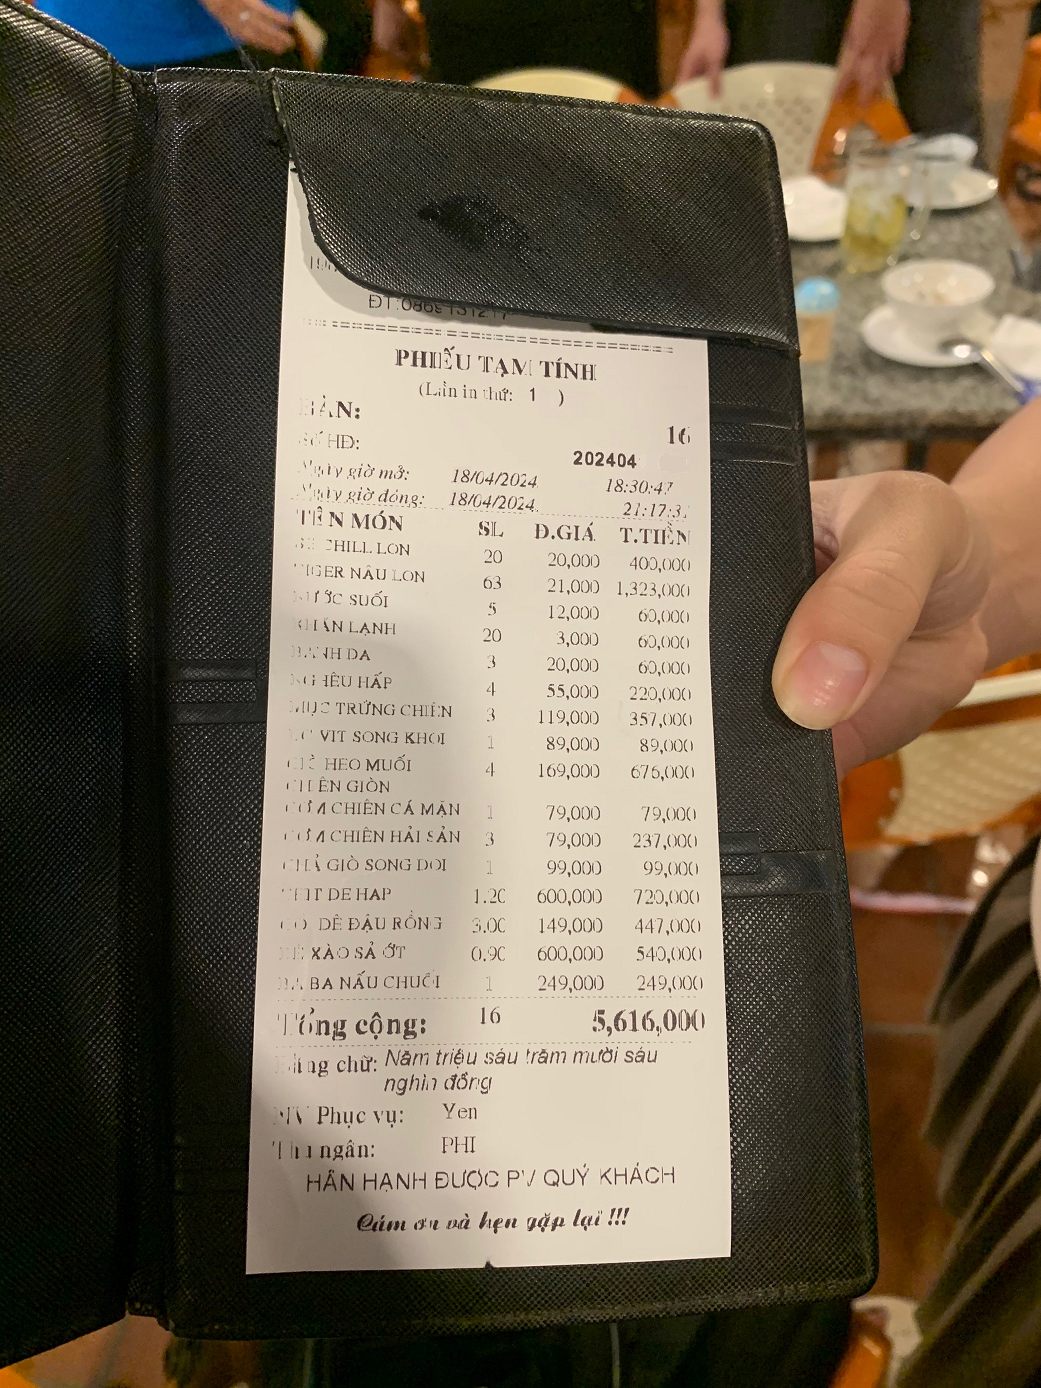 ĐT:0869131217
PHIẾU TẠM TÍNH
(Lần in thứ: 1 )
BÀN: 16
Số HĐ: 202404
Ngày giờ mở: 18/04/2024 18:30:47
Ngày giờ đóng: 18/04/2024 21:17:3
TÊN MÓN SL Đ.GIÁ T.TIỀN
CHILL LON 20 20,000 400,000
TIGER NÂU LON 63 21,000 1,323,000
NƯỚC SUỐI 5 12,000 60,000
KHĂN LẠNH 20 3,000 60,000
BANH DA 3 20,000 60,000
NGHÊU HẤP 4 55,000 220,000
MỰC TRỨNG CHIÊN 3 119,000 357,000
VIT SONG KHOI 1 89,000 89,000
GIÒ HEO MUỐI 4 169,000 676,000
CHIÊN GIÒN
CƠM CHIÊN CÁ MẶN 1 79,000 79,000
CƠM CHIÊN HẢI SẢN 3 79,000 237,000
CHẢ GIÒ SONG DOI 1 99,000 99,000
THIT DE HAP 1.20 600,000 720,000
DÊ ĐẬU RỒNG 3.00 149,000 447,000
DÊ XÀO SẢ ỚT 0.90 600,000 540,000
BA BA NẤU CHUỐI 1 249,000 249,000
Tổng cộng: 16 5,616,000
Bằng chữ: Năm triệu sáu trăm mười sáu
nghìn đồng
NV Phục vụ: Yen
Thu ngân: PHI
HÂN HẠNH ĐƯỢC PV QUÝ KHÁCH
Cám ơn và hẹn gặp lại !!!